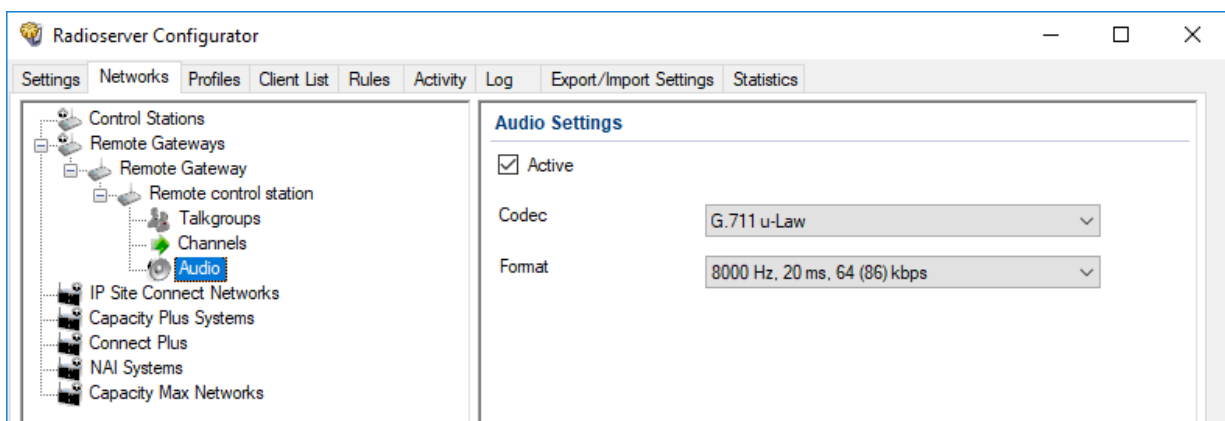 Radioserver Configurator
Settings Networks Profiles Client List Rules Activity Log Export/Import Settings Statistics
Control Stations
Remote Gateways
Remote Gateway
Remote control station
Talkgroups
Channels
Audio
IP Site Connect Networks
Capacity Plus Systems
Connect Plus
NAI Systems
Capacity Max Networks
Audio Settings
Active
Codec G.711 u-Law
Format 8000 Hz, 20 ms, 64 (86) kbps